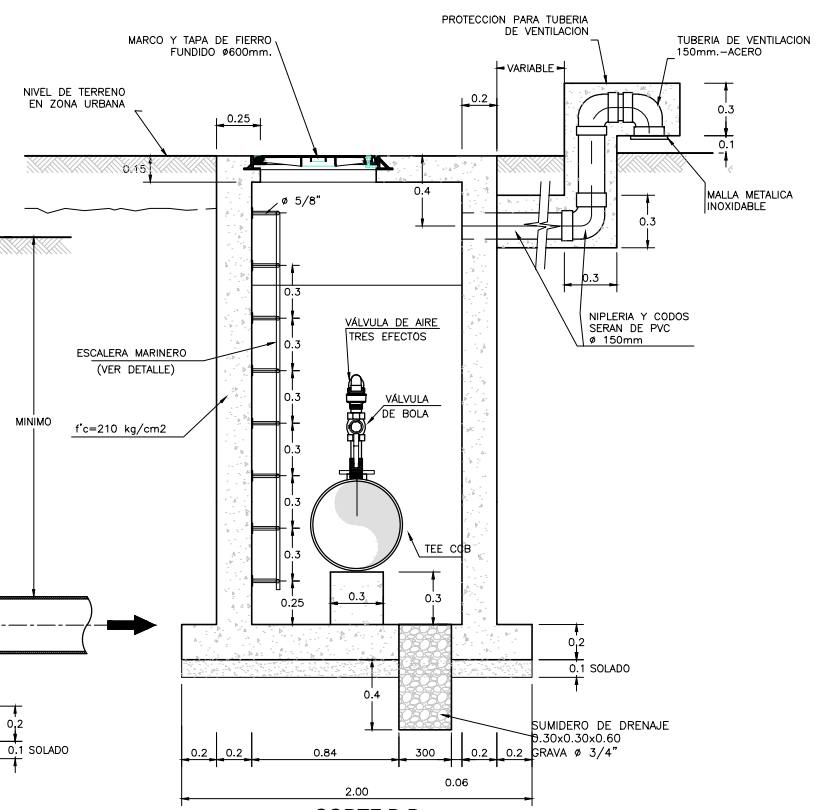 PROTECCION PARA TUBERIA
DE VENTILACION
MARCO Y TAPA DE FIERRO
FUNDIDO ø600mm.
TUBERIA DE VENTILACION
150mm.-ACERO
VARIABLE
NIVEL DE TERRENO
EN ZONA URBANA
0.25
0.2
0.3
0.1
0.15
0.4
ø 5/8"
MALLA METALICA
INOXIDABLE
0.3
0.3
0.3
NIPLERIA Y CODOS
SERAN DE PVC
ø 150mm
VÁLVULA DE AIRE
TRES EFECTOS
0.3
ESCALERA MARINERO
(VER DETALLE)
0.3
VÁLVULA
DE BOLA
MINIMO
f'c=210 kg/cm2
0.3
0.3
TEE CCB
0.3
0.25
0.3
0.3
0.2
0.1 SOLADO
0.4
0.2
0.1 SOLADO
SUMIDERO DE DRENAJE
0.30x0.30x0.60
GRAVA ø 3/4"
0.2
0.2
0.84
300
0.2
0.2
0.06
2.00